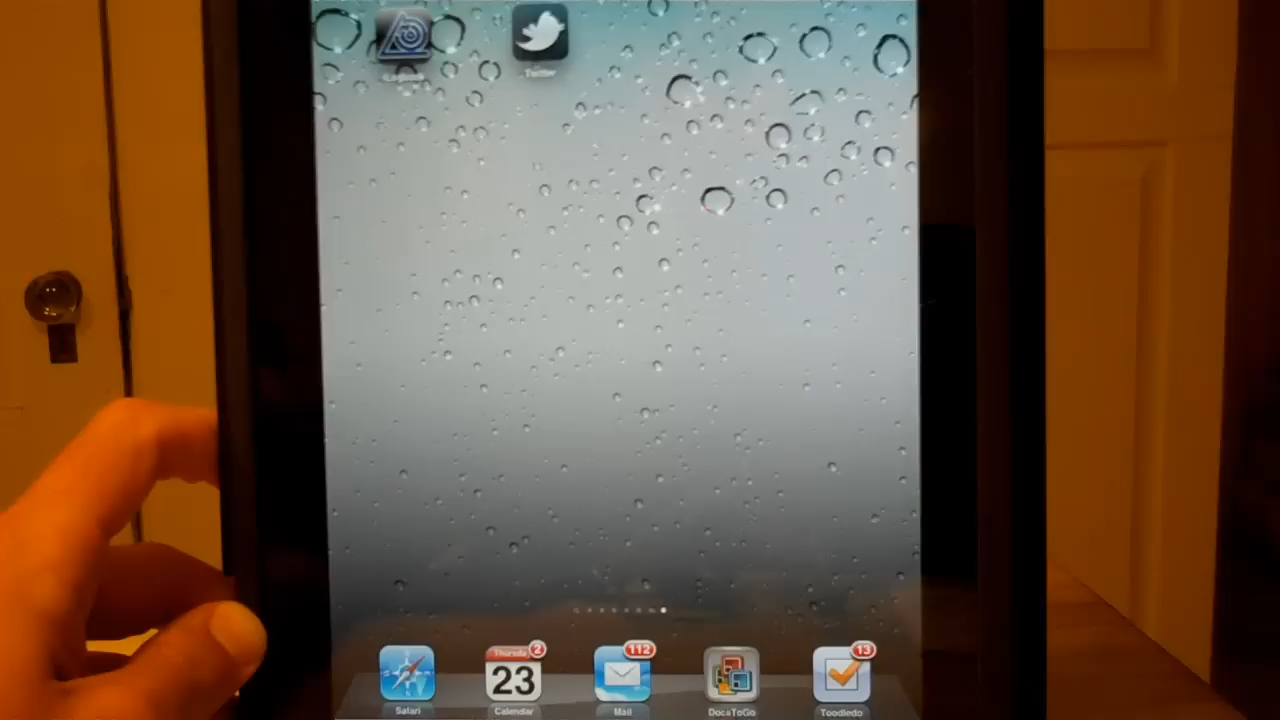 Twitter
2
112
13
Thursday
23
Safari
Calendar
Mail
DocsToGo
Toodledo